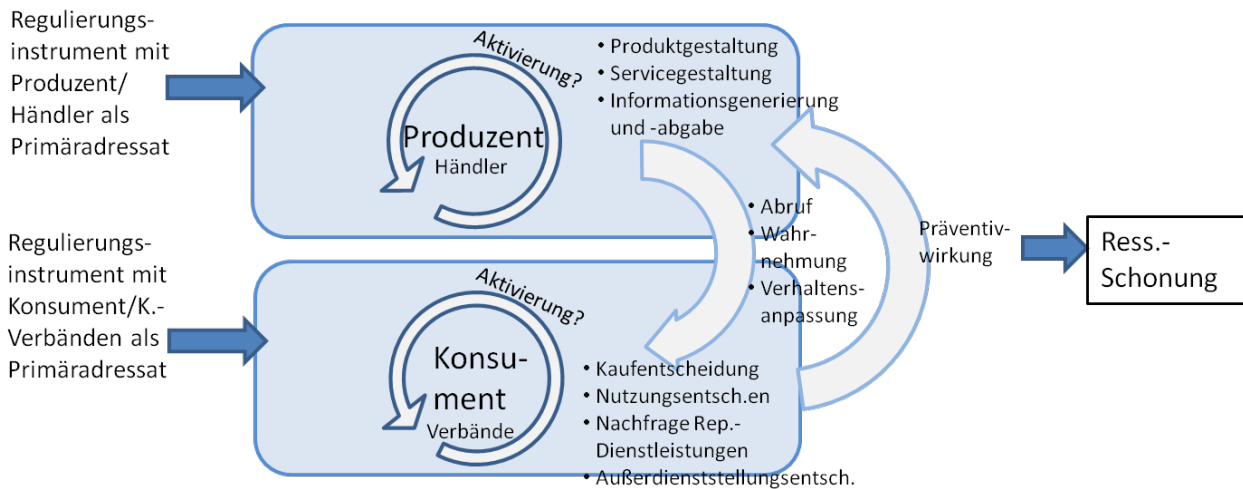 Regulierungs-
instrument mit
Produzent/
Händler als
Primäradressat
Aktivierung?
Produzent
Händler
• Produktgestaltung
• Servicegestaltung
• Informationsgenerierung
und -abgabe
• Abruf
• Wahr-
nehmung
• Verhaltens-
anpassung
Präventiv-
wirkung
Ress.-
Schonung
Regulierungs-
instrument mit
Konsument/K.-
Verbänden als
Primäradressat
Aktivierung?
Konsu-
ment
Verbände
• Kaufentscheidung
• Nutzungsentsch.en
• Nachfrage Rep.-
Dienstleistungen
• Außerdienststellungsentsch.